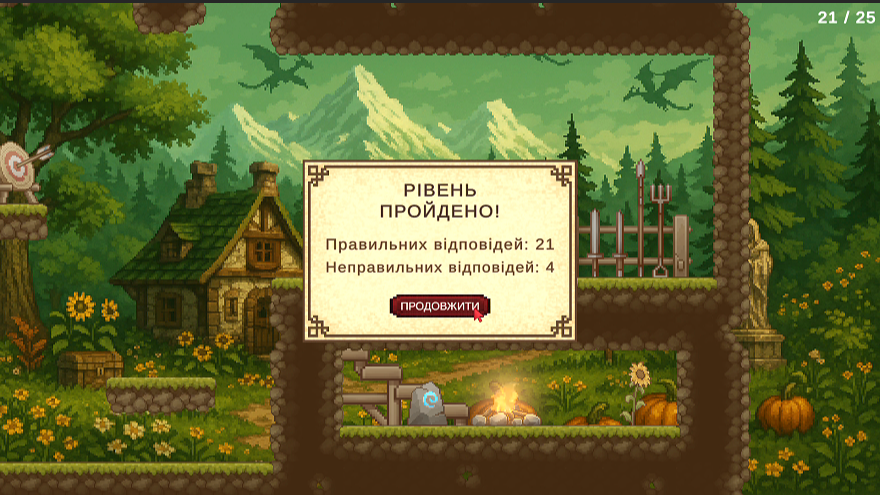 21 / 25
РІВЕНЬ
ПРОЙДЕНО!
Правильних відповідей: 21
Неправильних відповідей: 4
ПРОДОВЖИТИ